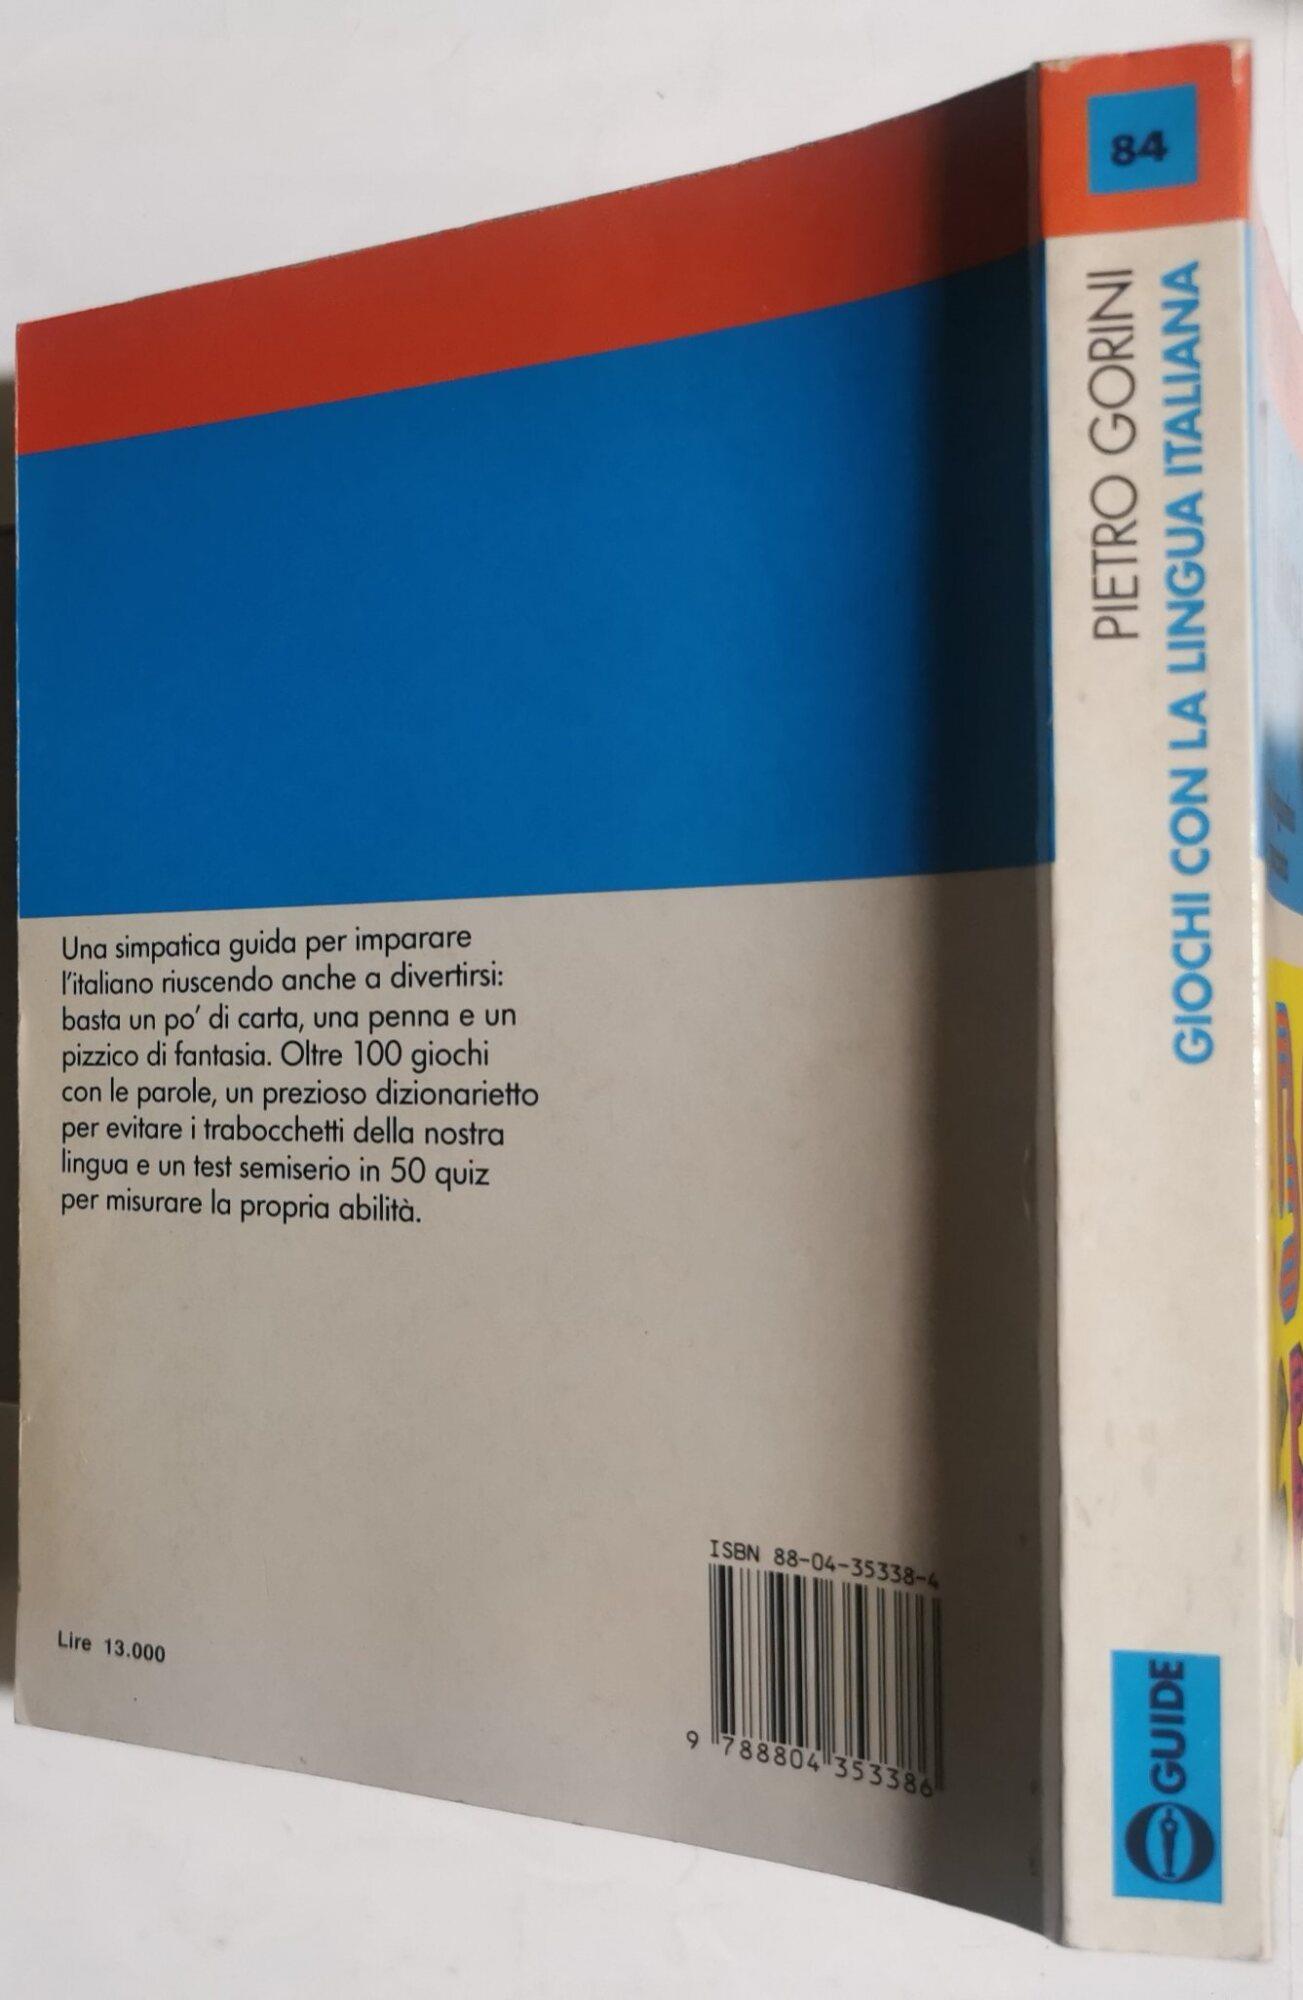 84
PIETRO GORINI
GIOCHI CON LA LINGUA ITALIANA
GUIDE
Una simpatica guida per imparare
l'italiano riuscendo anche a divertirsi:
basta un po' di carta, una penna e un
pizzico di fantasia. Oltre 100 giochi
con le parole, un prezioso dizionarietto
per evitare i trabocchetti della nostra
lingua e un test semiserio in 50 quiz
per misurare la propria abilità.
Lire 13.000
ISBN 88-04-35338-4
9 788804 353386